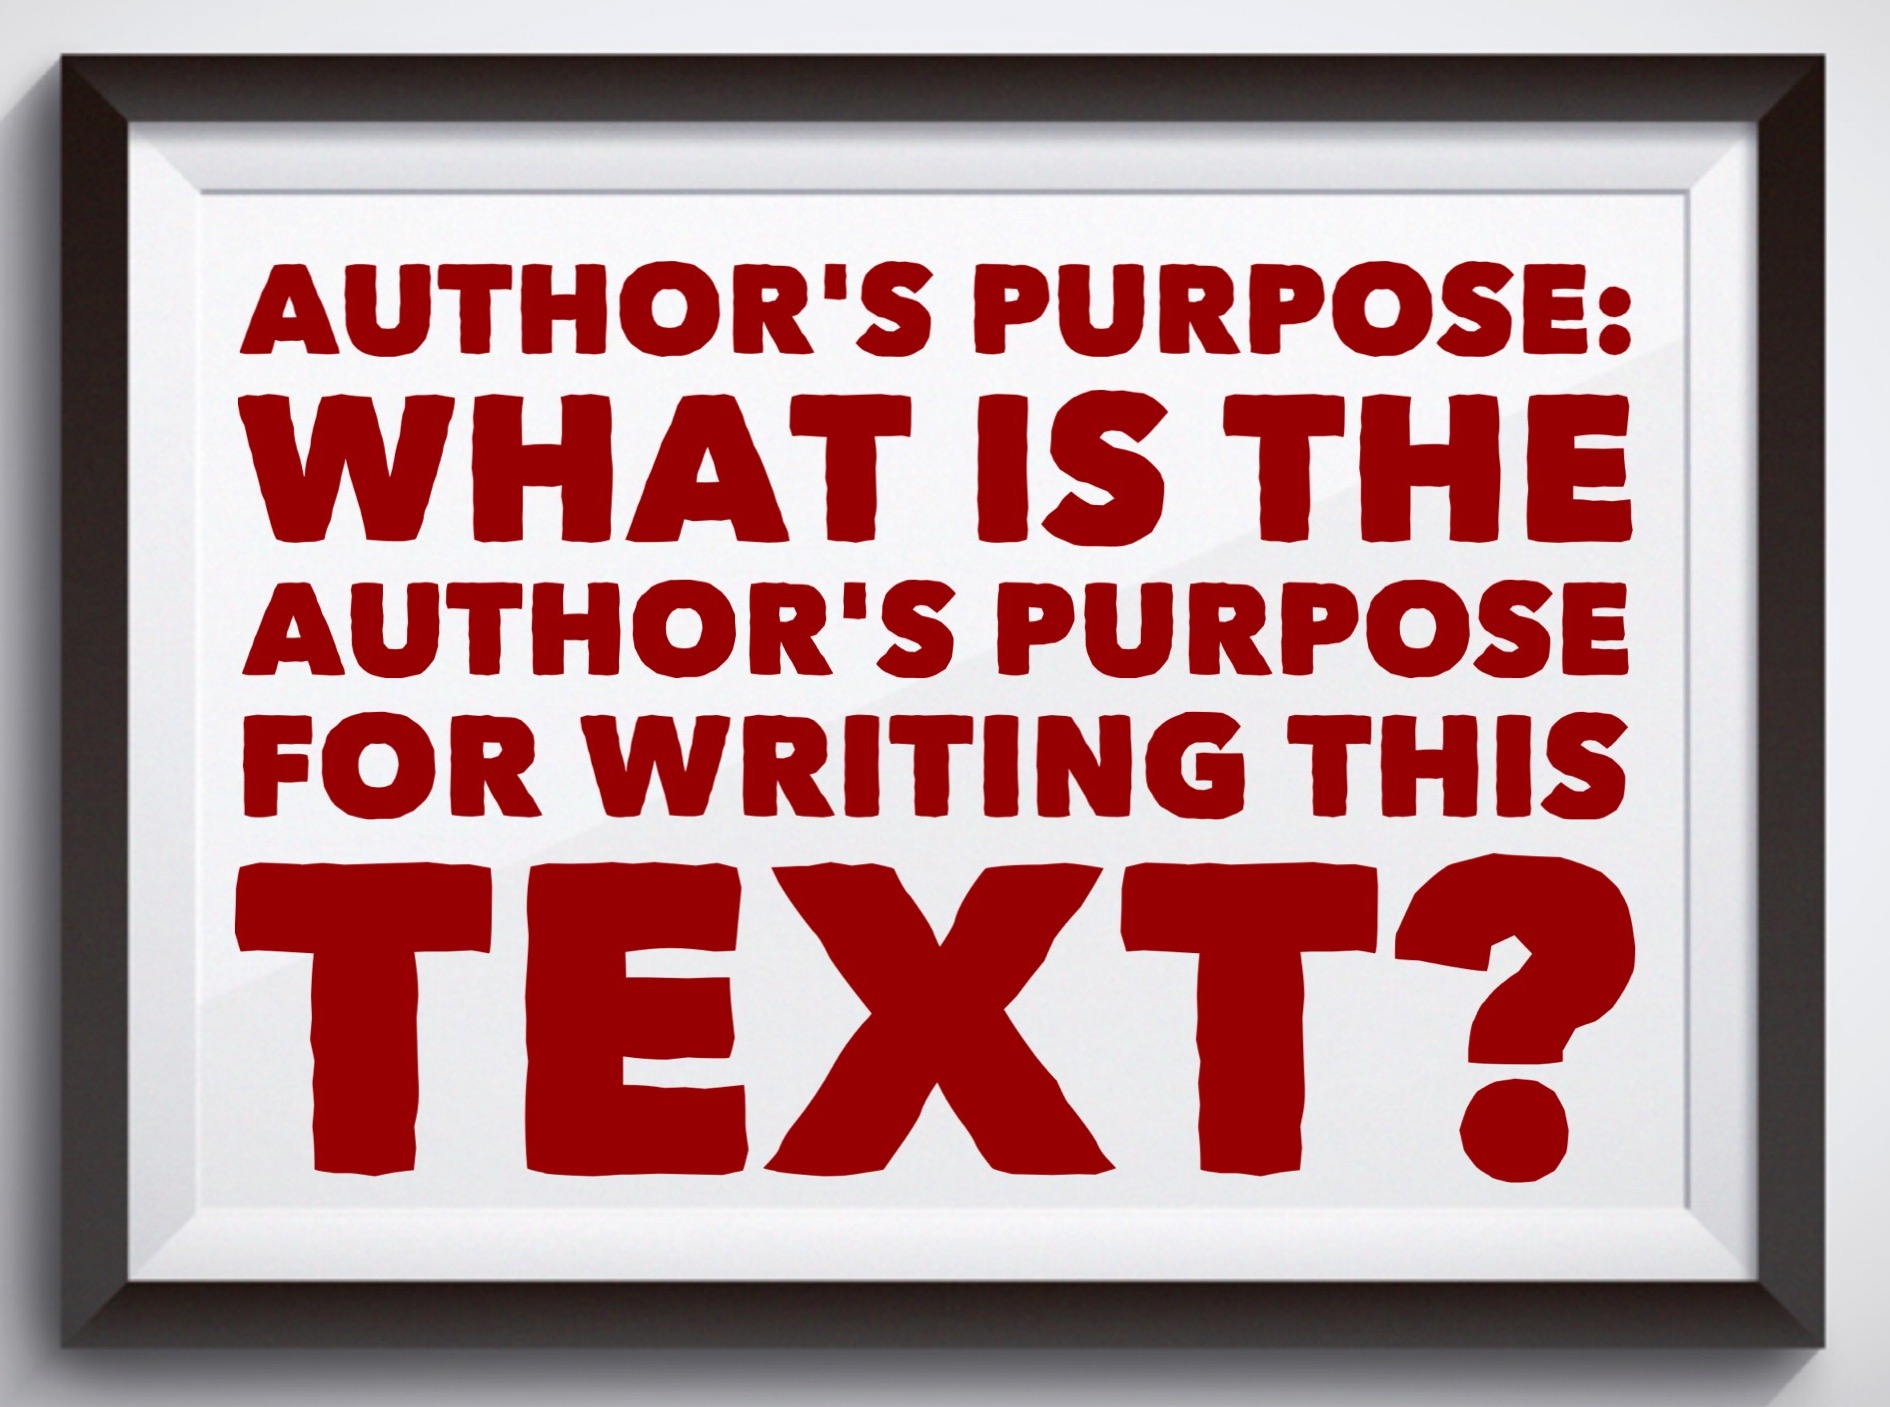 AUTHOR'S PURPOSE:
WHAT IS THE
AUTHOR'S PURPOSE
FOR WRITING THIS
TEXT?